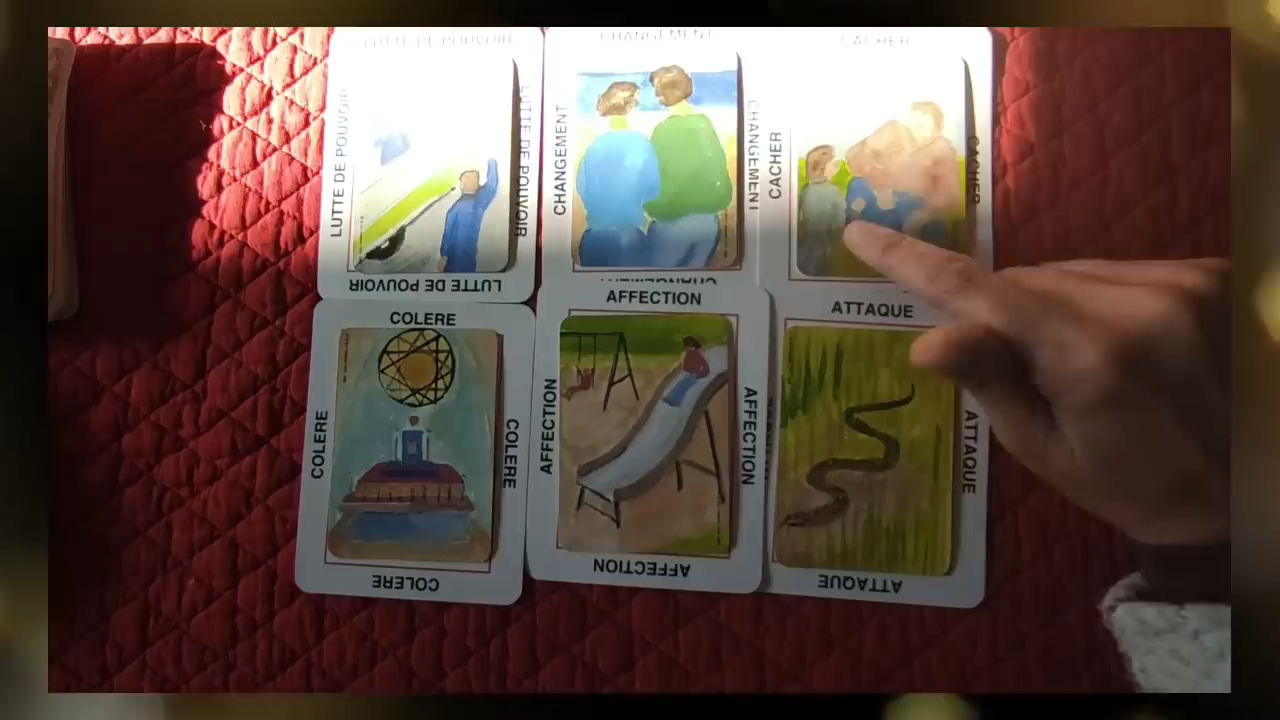 LUTTE DE POUVOIR
LUTTE DE POUVOIR
LUTTE DE POUVOIR
LUTTE DE POUVOIR
CHANGEMENT
CHANGEMENT
CHANGEMENT
CHANGEMENT
CACHER
CACHER
CACHER
COLERE
COLERE
COLERE
COLERE
AFFECTION
AFFECTION
AFFECTION
AFFECTION
ATTAQUE
ATTAQUE
ATTAQUE